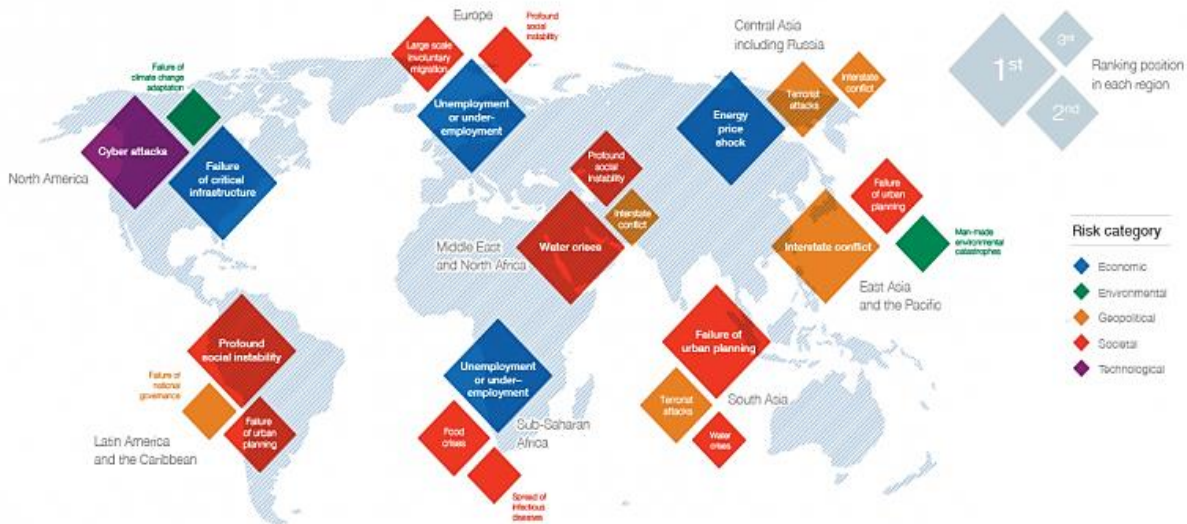 Europe
Profound
social
instability
Large scale
involuntary
migration
Unemployment
or under-
employment
Central Asia
including Russia
Energy
price
shock
Terrorist
attacks
Interstate
conflict
1st
2nd
3rd
Ranking position
in each region
Failure of
climate change
adaptation
Cyber attacks
Failure
of critical
infrastructure
North America
Profound
social
instability
Interstate
conflict
Water crises
Middle East
and North Africa
Failure
of urban
planning
Interstate conflict
Man-made
environmental
catastrophes
East Asia
and the Pacific
Risk category
Economic
Environmental
Geopolitical
Societal
Technological
Profound
social instability
Failure of
national
governance
Failure
of urban
planning
Latin America
and the Caribbean
Unemployment
or under-
employment
Food
crises
Spread of
infectious
diseases
Sub-Saharan
Africa
Failure of
urban planning
Terrorist
attacks
Water
crises
South Asia